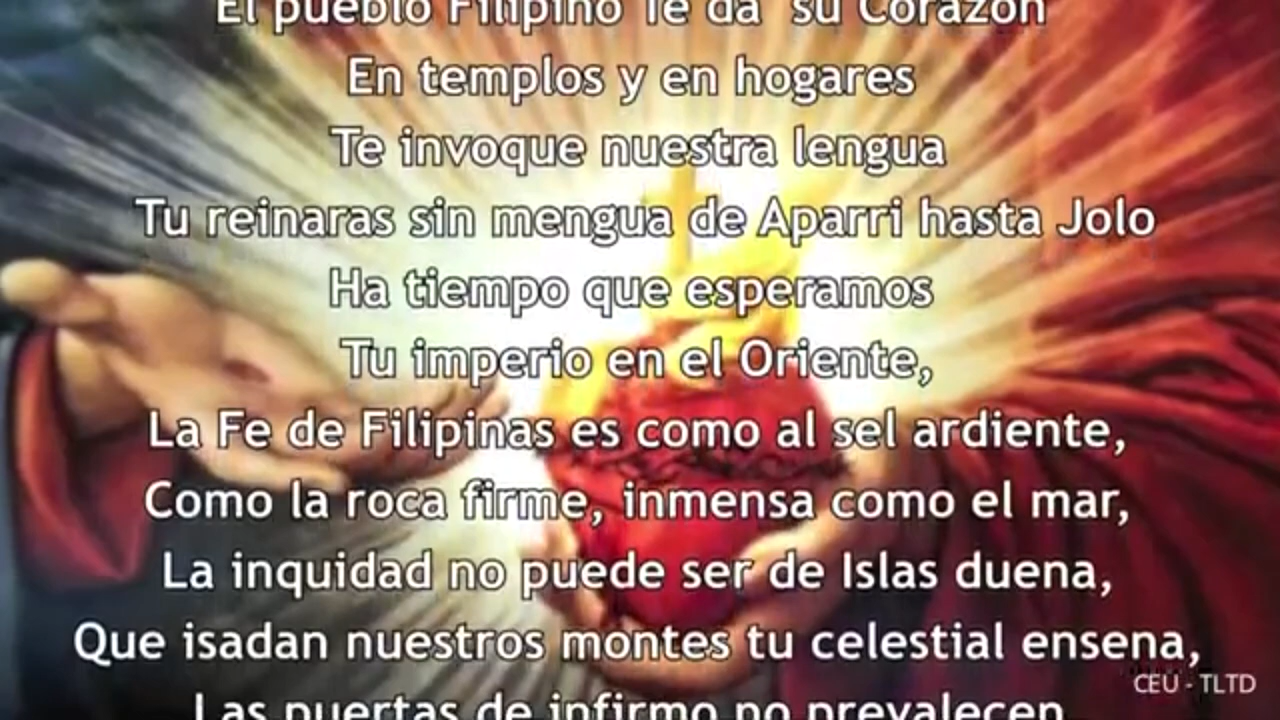 El pueblo Filipino Te da su Corazon
En templos y en hogares
Te invoque nuestra lengua
Tu reinaras sin mengua de Aparri hasta Jolo
Ha tiempo que esperamos
Tu imperio en el Oriente,
La Fe de Filipinas es como al sel ardiente,
Como la roca firme, inmensa como el mar,
La inquidad no puede ser de Islas duena,
Que isadan nuestros montes tu celestial ensena,
Las puertas de infirmo no prevalecen
CEU - TLTD